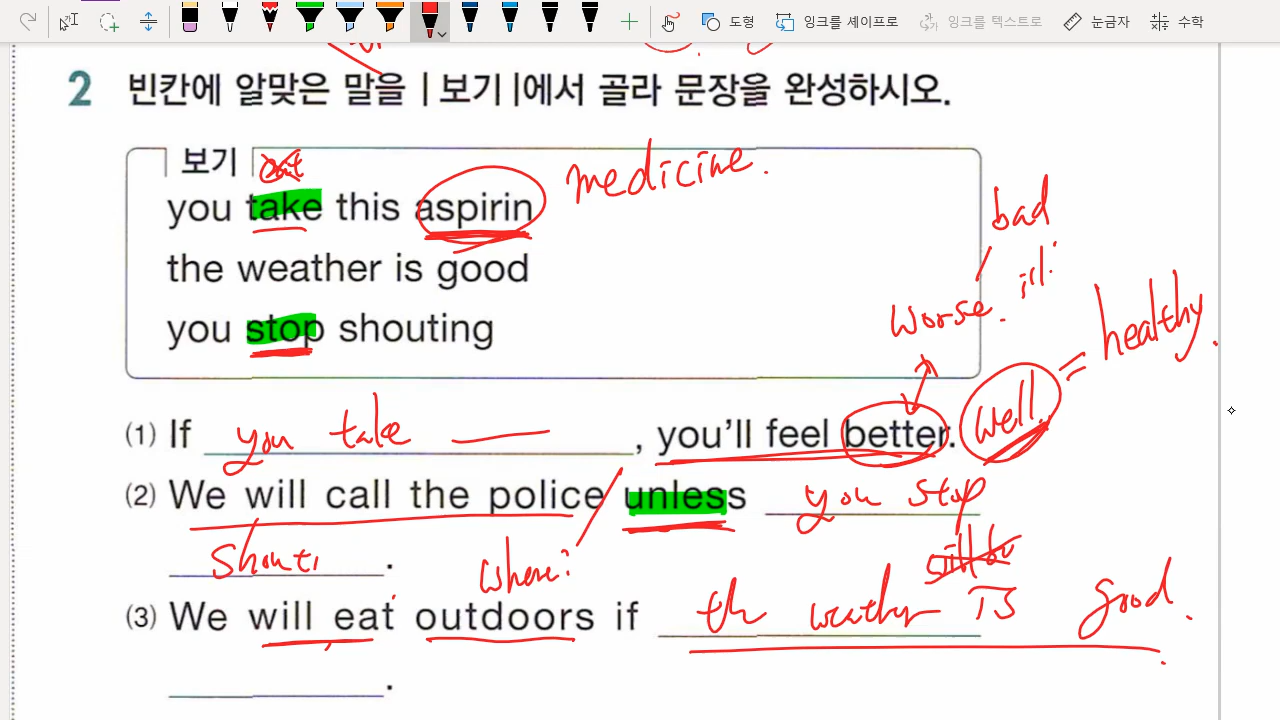 도형 잉크를 셰이프로 잉크를 텍스트로 눈금자 수학
2 빈칸에 알맞은 말을 | 보기 |에서 골라 문장을 완성하시오.
보기
you take this aspirin medicine.
the weather is good
you stop shouting
bad
ill
worse.
healthy.
(1) If you take , you'll feel better. well
(2) We will call the police unless you stop
shouti .
where?
will be
(3) We will eat outdoors if the weather is good.
.